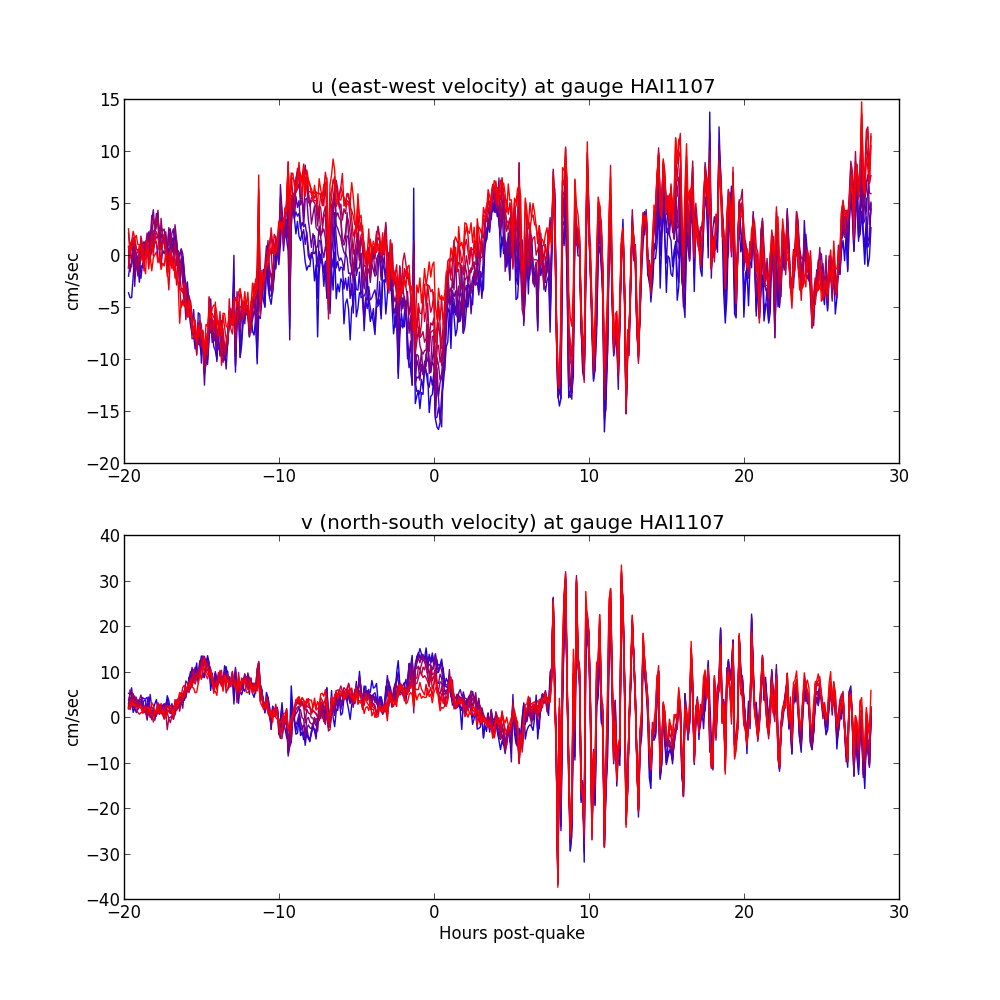 u (east-west velocity) at gauge HAI1107
15
10
5
0
−5
−10
−15
−20
cm/sec
−20 −10 0 10 20 30
v (north-south velocity) at gauge HAI1107
40
30
20
10
0
−10
−20
−30
−40
cm/sec
−20 −10 0 10 20 30
Hours post-quake